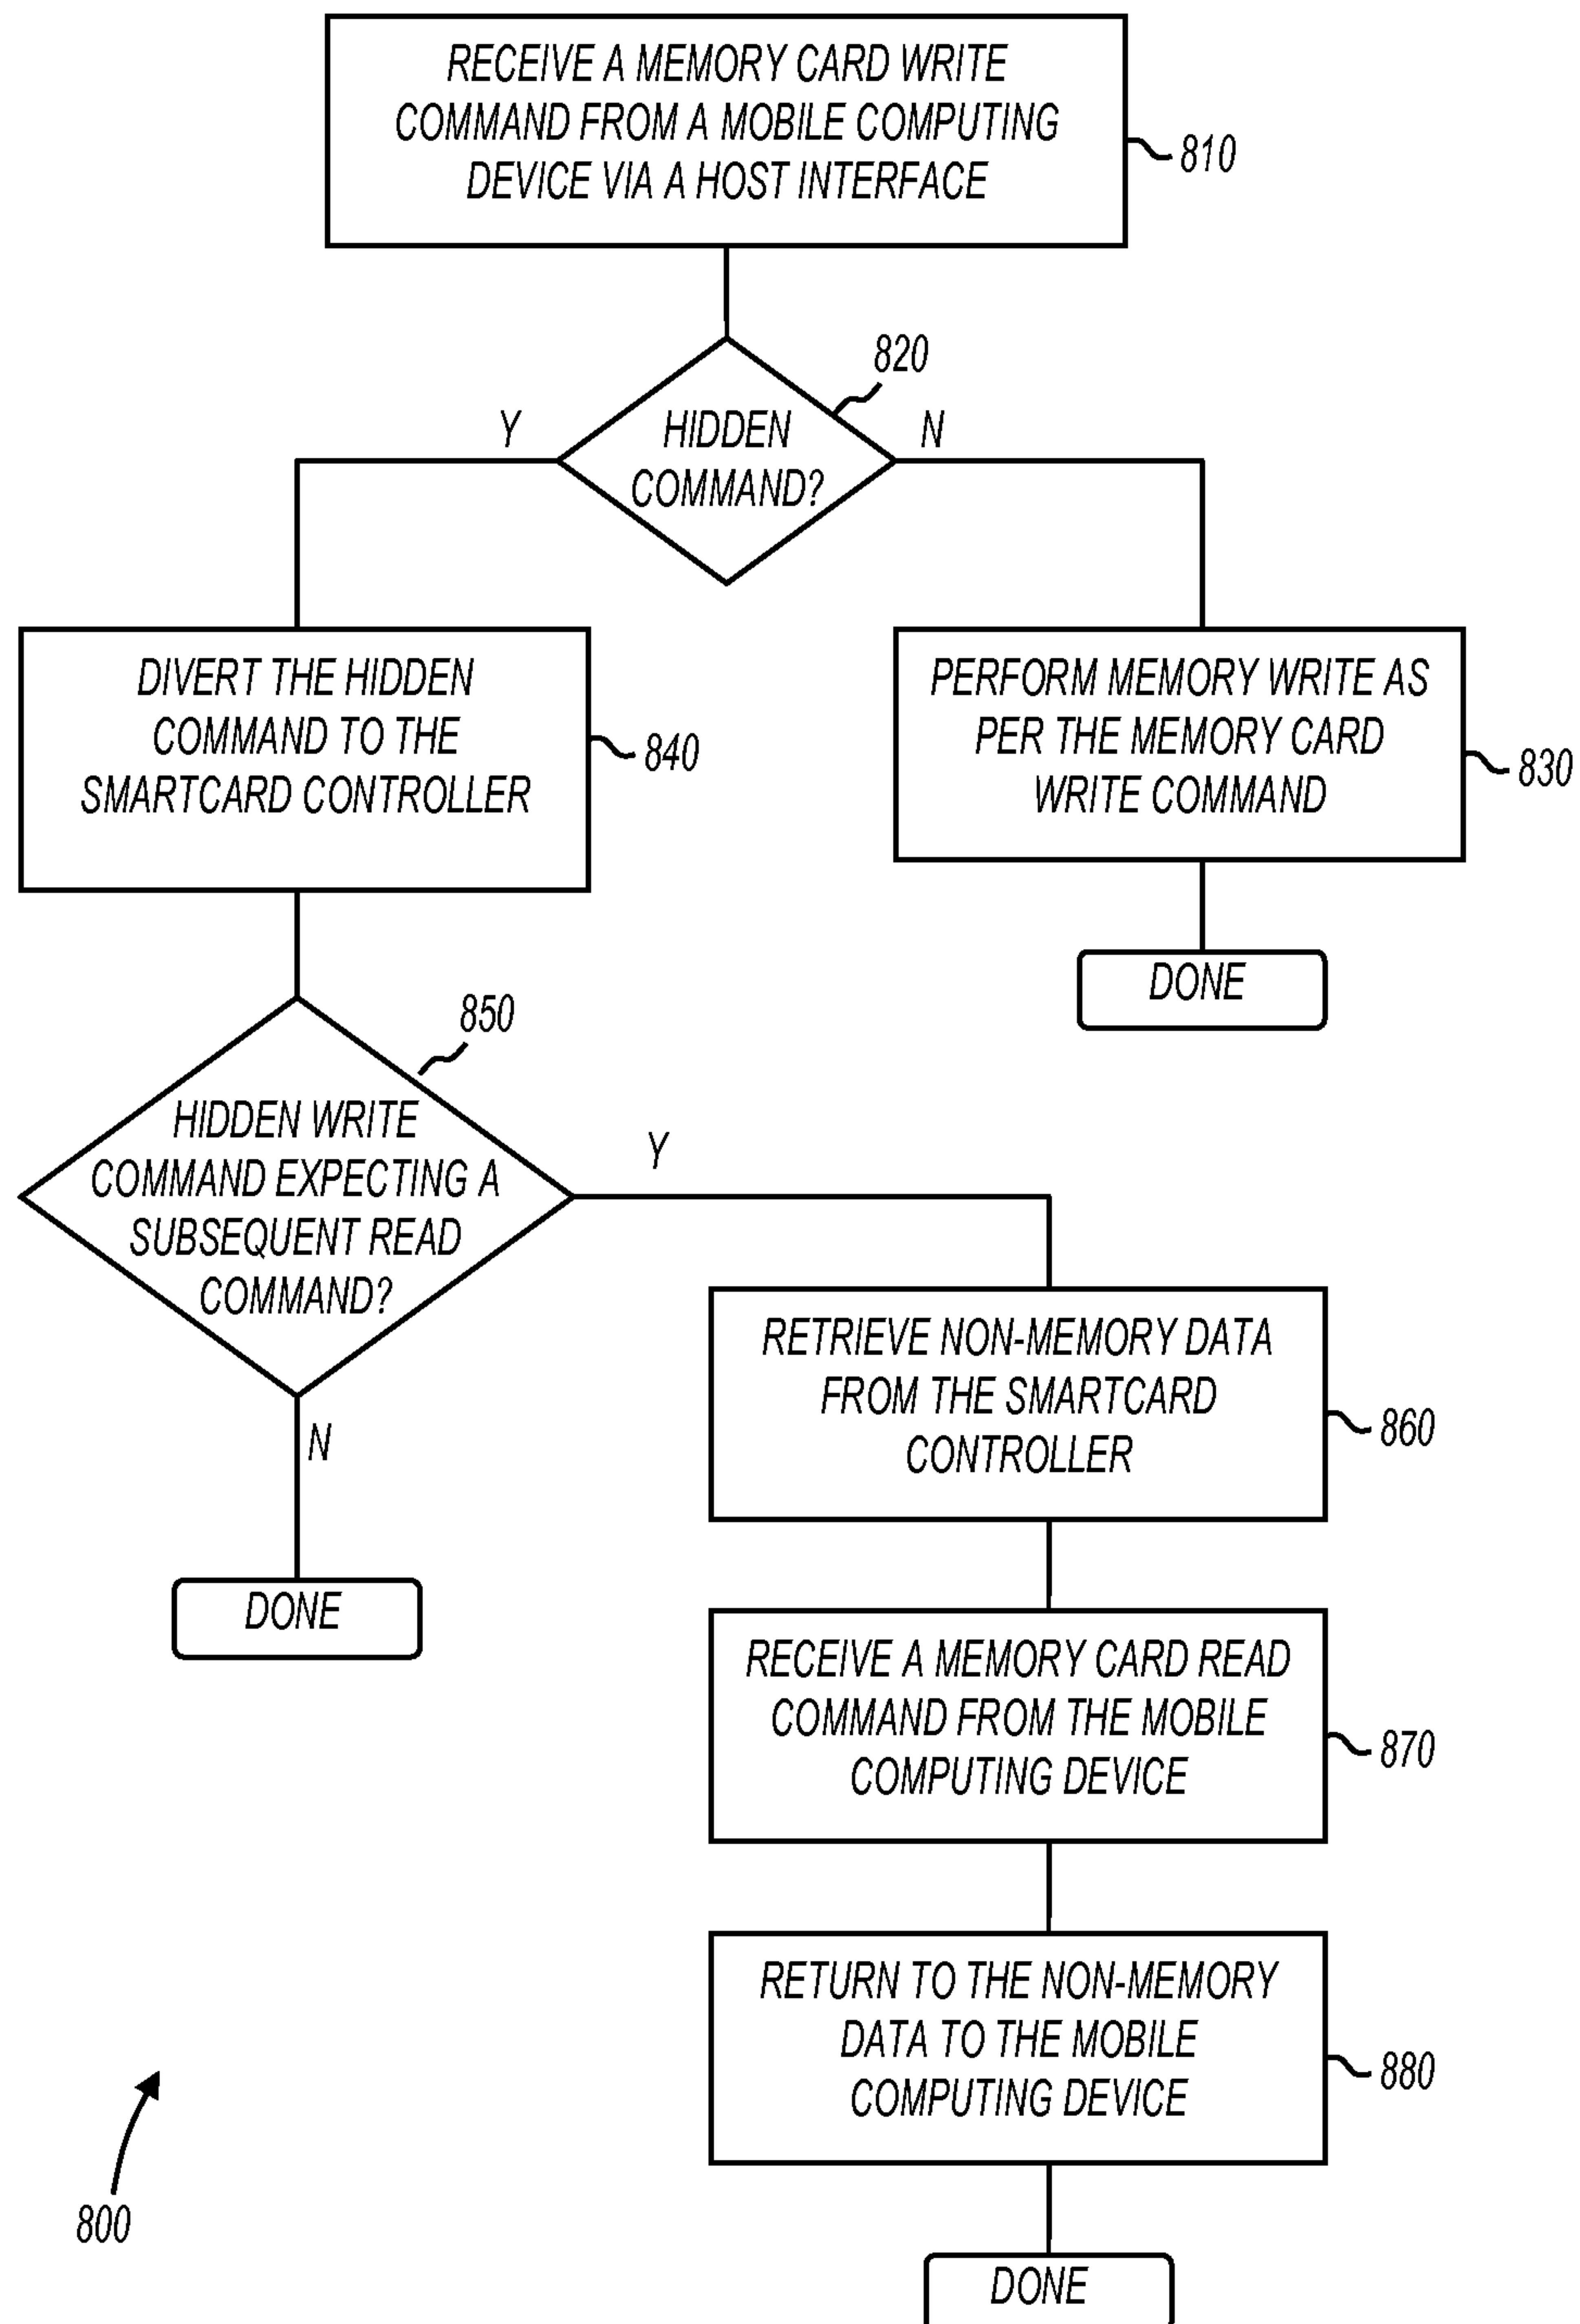 RECEIVE A MEMORY CARD WRITE
COMMAND FROM A MOBILE COMPUTING
DEVICE VIA A HOST INTERFACE
810
820
Y
HIDDEN
COMMAND?
N
DIVERT THE HIDDEN
COMMAND TO THE
SMARTCARD CONTROLLER
840
PERFORM MEMORY WRITE AS
PER THE MEMORY CARD
WRITE COMMAND
830
DONE
850
HIDDEN WRITE
COMMAND EXPECTING A
SUBSEQUENT READ
COMMAND?
Y
N
DONE
RETRIEVE NON-MEMORY DATA
FROM THE SMARTCARD
CONTROLLER
860
RECEIVE A MEMORY CARD READ
COMMAND FROM THE MOBILE
COMPUTING DEVICE
870
RETURN TO THE NON-MEMORY
DATA TO THE MOBILE
COMPUTING DEVICE
880
DONE
800